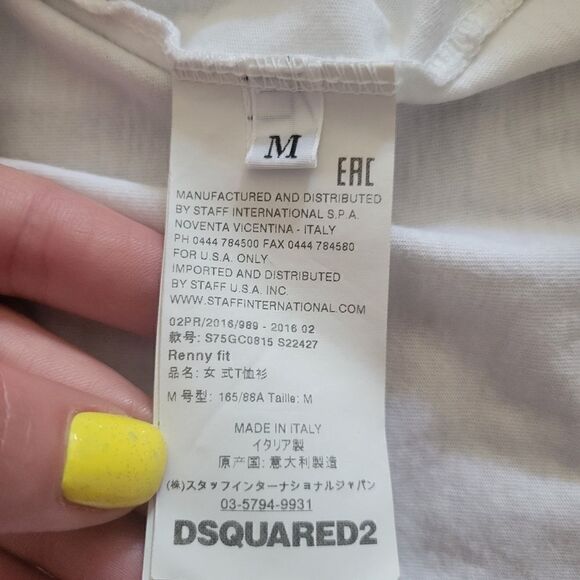 M
EAC
MANUFACTURED AND DISTRIBUTED
BY STAFF INTERNATIONAL S.P.A.
NOVENTA VICENTINA - ITALY
PH 0444 784500 FAX 0444 784580
FOR U.S.A. ONLY
IMPORTED AND DISTRIBUTED
BY STAFF U.S.A. INC.
WWW.STAFFINTERNATIONAL.COM
02PR/2016/989 - 2016 02
款号: S75GC0815 S22427
Renny fit
品名: 女 式T恤衫
M 号型: 165/88A Taille: M
MADE IN ITALY
イタリア製
原产国: 意大利製造
(株)スタッフインターナショナルジャパン
03-5794-9931
DSQUARED2